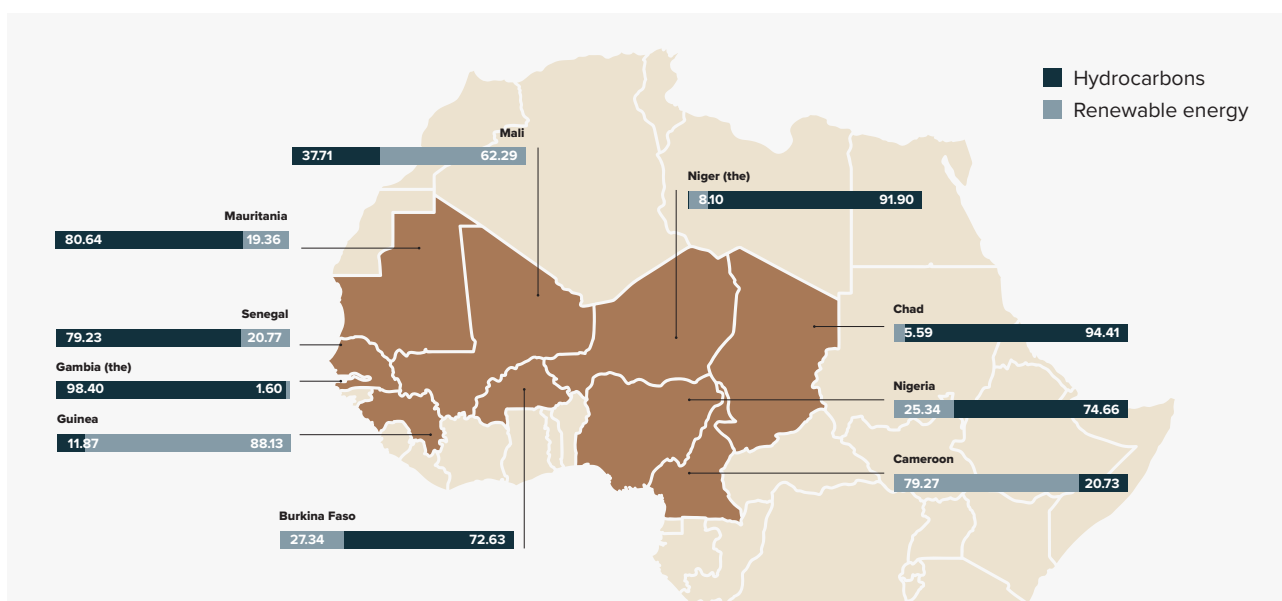 Hydrocarbons
Renewable energy
Mali
37.71 62.29
Niger (the)
8.10 91.90
Mauritania
80.64 19.36
Senegal
79.23 20.77
Gambia (the)
98.40 1.60
Guinea
11.87 88.13
Chad
5.59 94.41
Nigeria
25.34 74.66
Cameroon
79.27 20.73
Burkina Faso
27.34 72.63